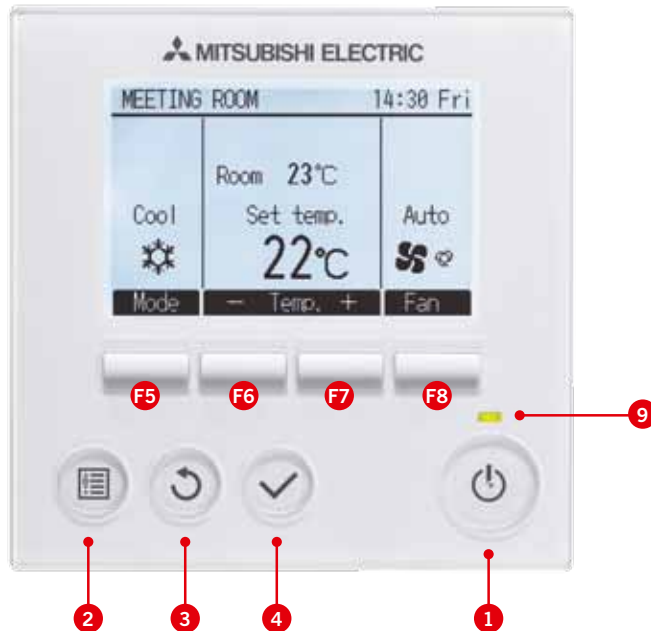 MITSUBISHI ELECTRIC
MEETING ROOM 14:30 Fri
Room 23°C
Cool Set temp. Auto
22°C
Mode − Temp. + Fan
F5 F6 F7 F8
9
2 3 4 1